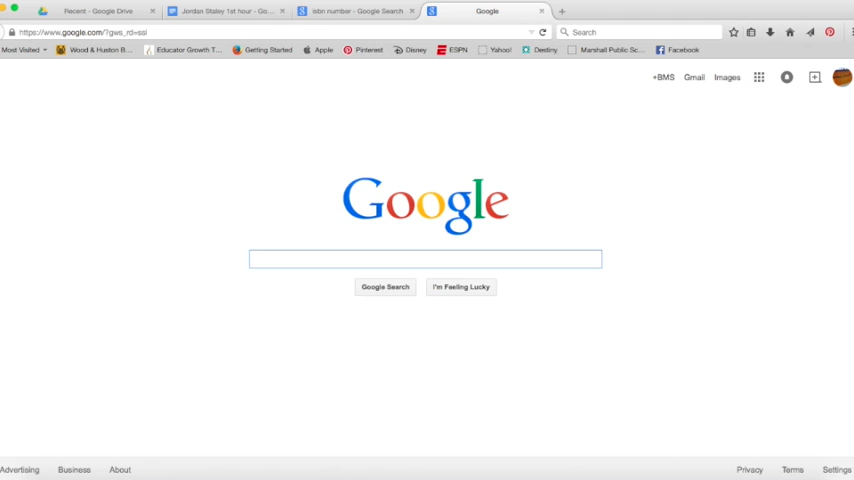 Recent - Google Drive
Jordan Staley 1st hour - Go...
isbn number - Google Search
Google
https://www.google.com/?gws_rd=ssl
Search
Most Visited
Wood & Huston B...
Educator Growth T...
Getting Started
Apple
Pinterest
Disney
ESPN
Yahoo!
Destiny
Marshall Public Sc...
Facebook
+BMS
Gmail
Images
Google
Google Search
I'm Feeling Lucky
Advertising
Business
About
Privacy
Terms
Settings